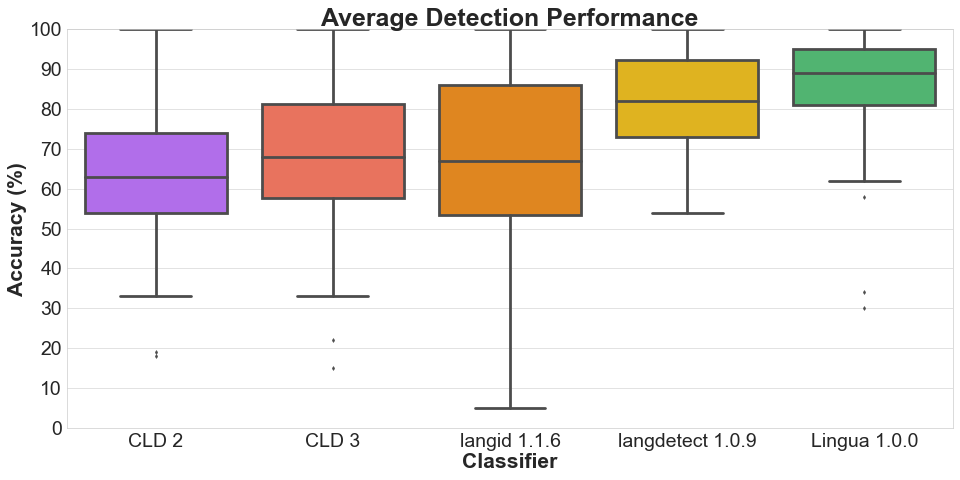 Average Detection Performance
Accuracy (%)
100
90
80
70
60
50
40
30
20
10
0
CLD 2 CLD 3 langid 1.1.6 langdetect 1.0.9 Lingua 1.0.0
Classifier